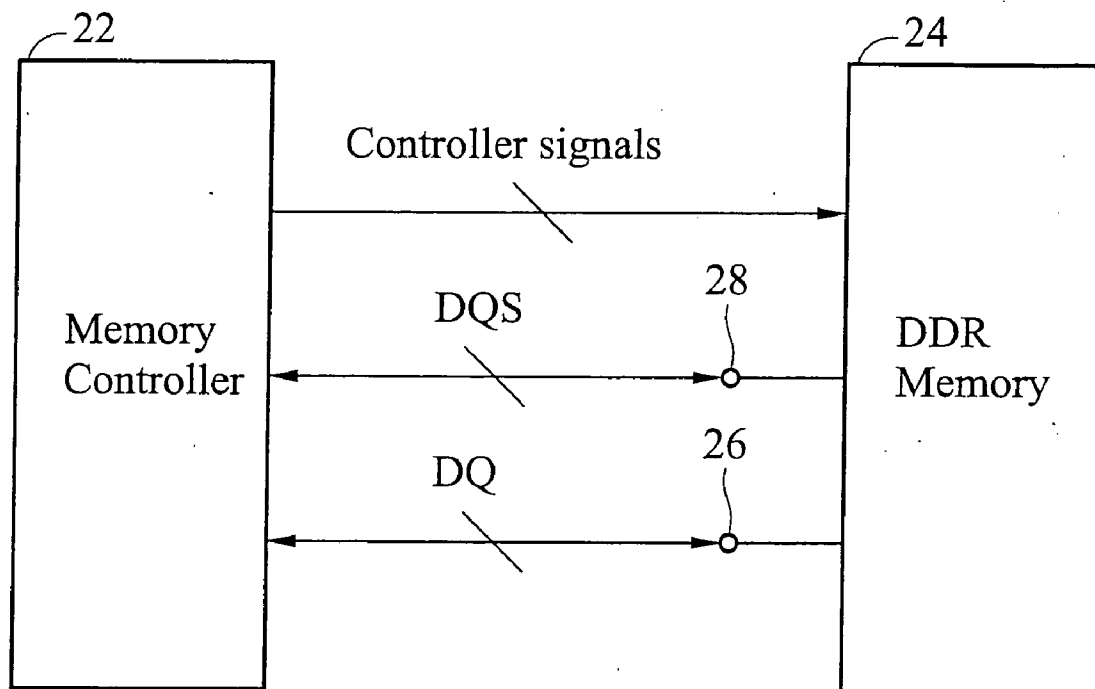 22
24
Controller signals
DQS
28
Memory
Controller
DDR
Memory
DQ
26